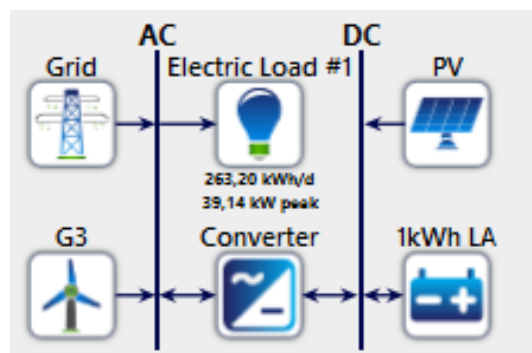 AC DC
Grid Electric Load #1 PV
263,20 kWh/d
39,14 kW peak
G3 Converter 1kWh LA